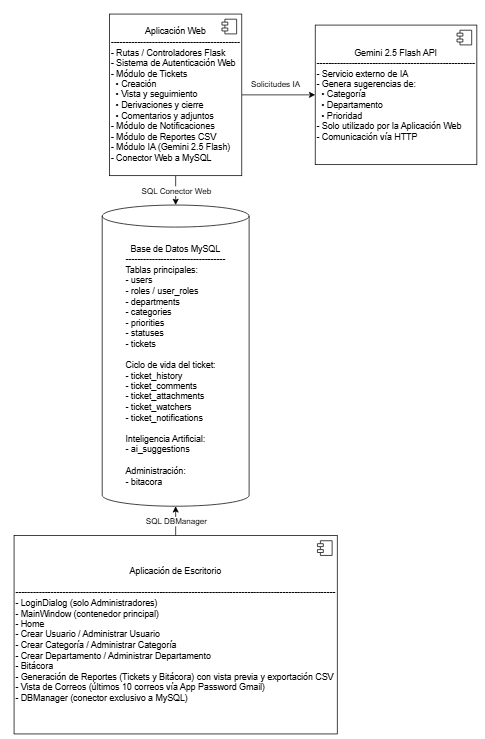 Aplicación Web
- Rutas / Controladores Flask
- Sistema de Autenticación Web
- Módulo de Tickets
• Creación
• Vista y seguimiento
• Derivaciones y cierre
• Comentarios y adjuntos
- Módulo de Notificaciones
- Módulo de Reportes CSV
- Módulo IA (Gemini 2.5 Flash)
- Conector Web a MySQL
Solicitudes IA
Gemini 2.5 Flash API
- Servicio externo de IA
- Genera sugerencias de:
• Categoría
• Departamento
• Prioridad
- Solo utilizado por la Aplicación Web
- Comunicación vía HTTP
SQL Conector Web
Base de Datos MySQL
Tablas principales:
- users
- roles / user_roles
- departments
- categories
- priorities
- statuses
- tickets
Ciclo de vida del ticket:
- ticket_history
- ticket_comments
- ticket_attachments
- ticket_watchers
- ticket_notifications
Inteligencia Artificial:
- ai_suggestions
Administración:
- bitacora
SQL DBManager
Aplicación de Escritorio
- LoginDialog (solo Administradores)
- MainWindow (contenedor principal)
- Home
- Crear Usuario / Administrar Usuario
- Crear Categoría / Administrar Categoría
- Crear Departamento / Administrar Departamento
- Bitácora
- Generación de Reportes (Tickets y Bitácora) con vista previa y exportación CSV
- Vista de Correos (últimos 10 correos vía App Password Gmail)
- DBManager (conector exclusivo a MySQL)